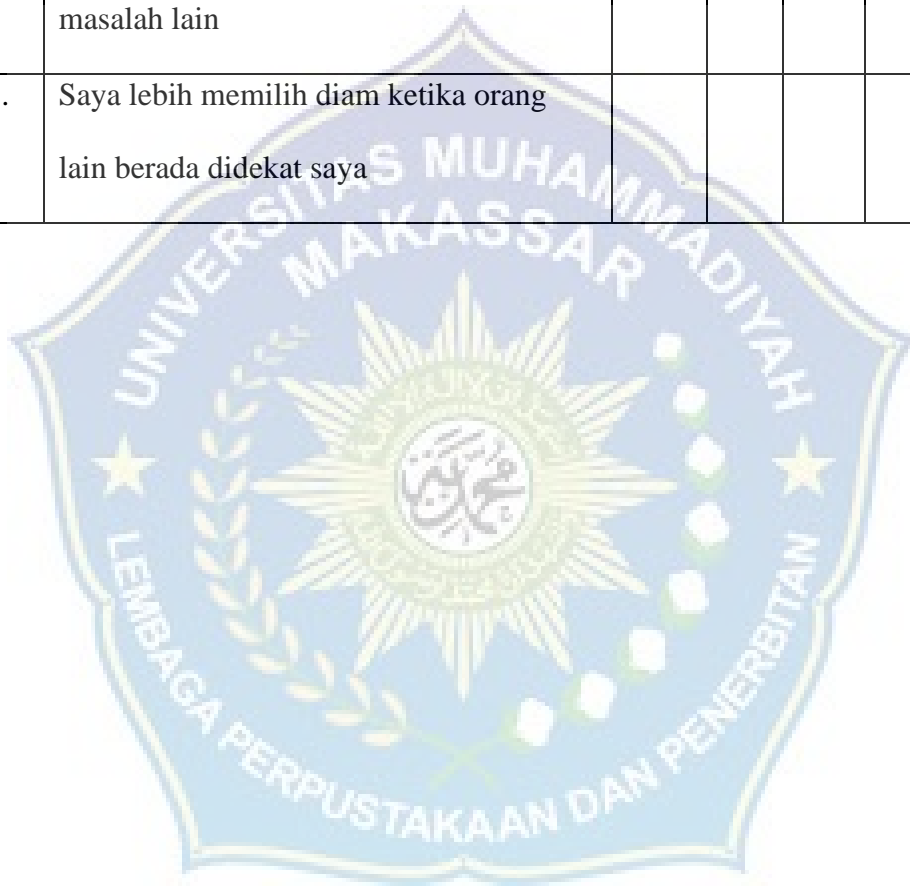 masalah lain
. Saya lebih memilih diam ketika orang
lain berada didekat saya
UNIVERSITAS MUHAMMADIYAH
MAKASSAR
LEMBAGA PERPUSTAKAAN DAN PENERBITAN